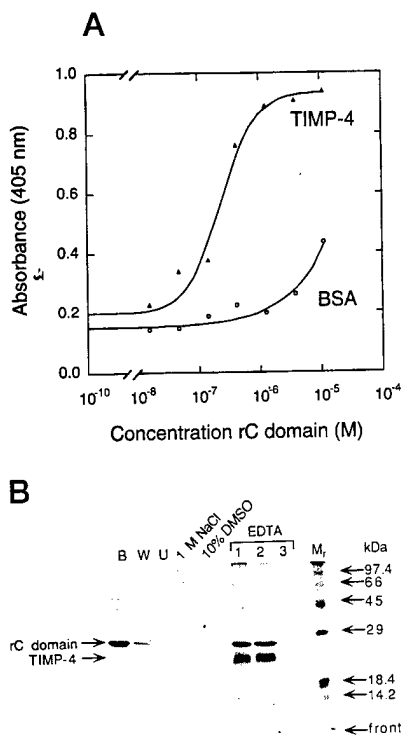 A
1.0
0.8
0.6
0.4
0.2
0.0
Absorbance (405 nm)
TIMP-4
BSA
10-10 10-8 10-7 10-6 10-5 10-4
Concentration rC domain (M)
B
B W U 1 M NaCl 10% DMSO
EDTA
1 2 3
Mr
kDa
97.4
66
45
29
rC domain
TIMP-4
18.4
14.2
front